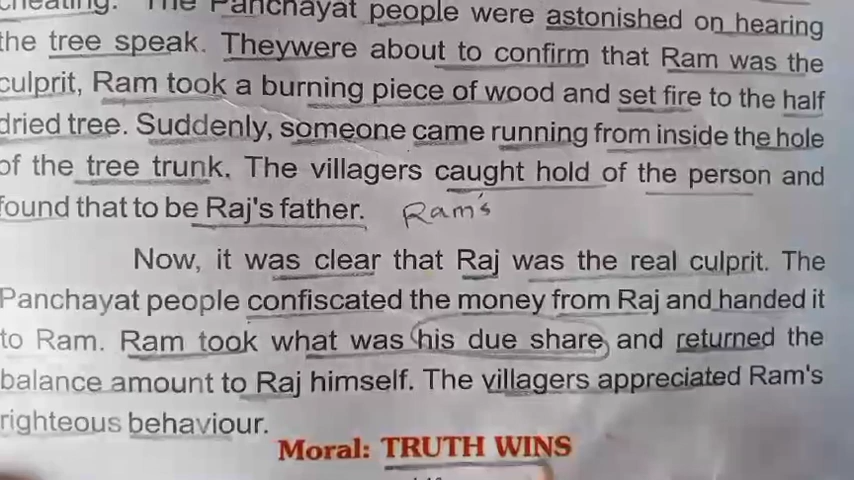 cheating. The Panchayat people were astonished on hearing
the tree speak. Theywere about to confirm that Ram was the
culprit, Ram took a burning piece of wood and set fire to the half
dried tree. Suddenly, someone came running from inside the hole
of the tree trunk. The villagers caught hold of the person and
found that to be Raj's father. Ram's
Now, it was clear that Raj was the real culprit. The
Panchayat people confiscated the money from Raj and handed it
to Ram. Ram took what was his due share and returned the
balance amount to Raj himself. The villagers appreciated Ram's
righteous behaviour.
Moral: TRUTH WINS